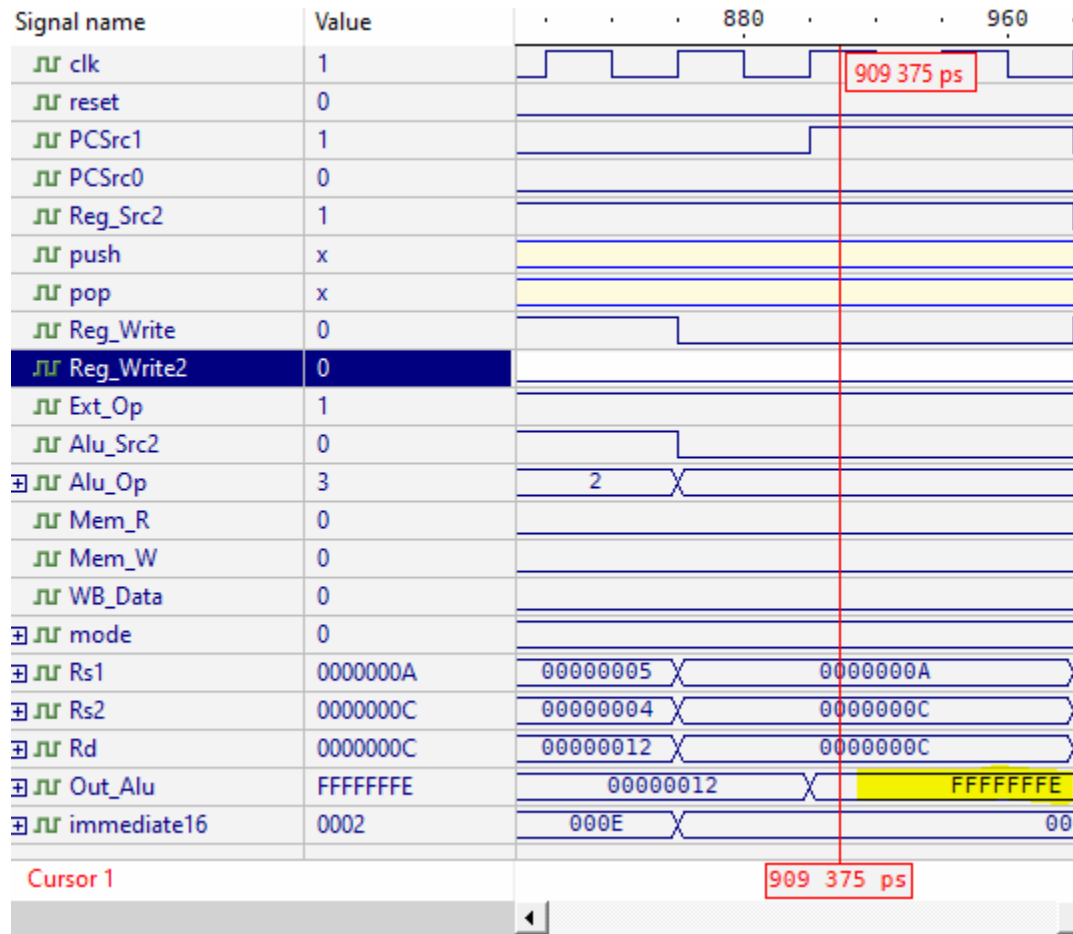 Signal name Value 880 960
clk 1 909 375 ps
reset 0
PCSrc1 1
PCSrc0 0
Reg_Src2 1
push x
pop x
Reg_Write 0
Reg_Write2 0
Ext_Op 1
Alu_Src2 0
Alu_Op 3 2
Mem_R 0
Mem_W 0
WB_Data 0
mode 0
Rs1 0000000A 00000005 0000000A
Rs2 0000000C 00000004 0000000C
Rd 0000000C 00000012 0000000C
Out_Alu FFFFFFFE 00000012 FFFFFFFE
immediate16 0002 000E 00
Cursor 1 909 375 ps